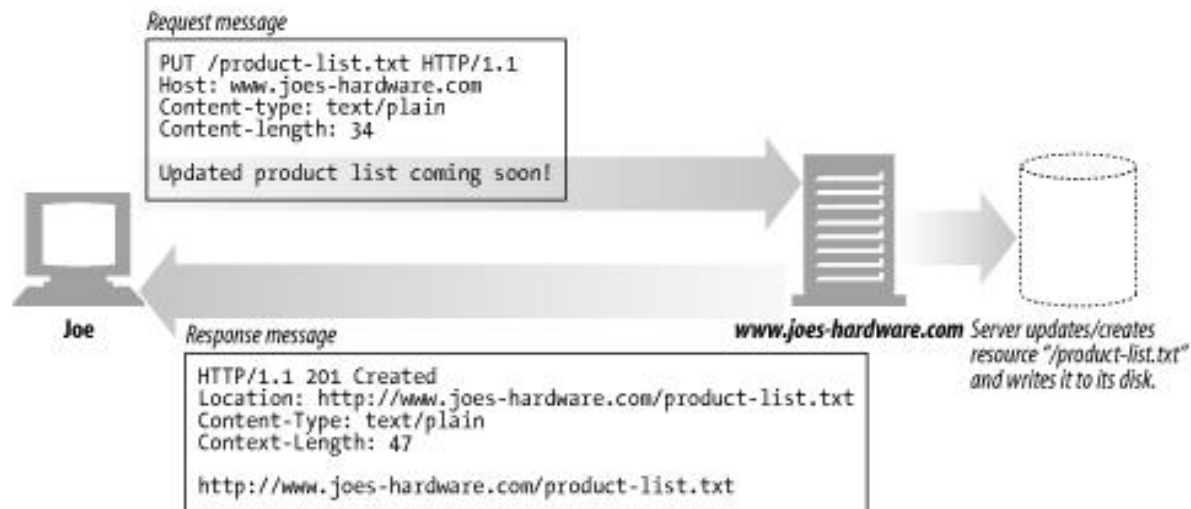 Request message
PUT /product-list.txt HTTP/1.1
Host: www.joes-hardware.com
Content-type: text/plain
Content-length: 34
Updated product list coming soon!
Joe
www.joes-hardware.com
Server updates/creates
resource "/product-list.txt"
and writes it to its disk.
Response message
HTTP/1.1 201 Created
Location: http://www.joes-hardware.com/product-list.txt
Content-Type: text/plain
Context-Length: 47
http://www.joes-hardware.com/product-list.txt